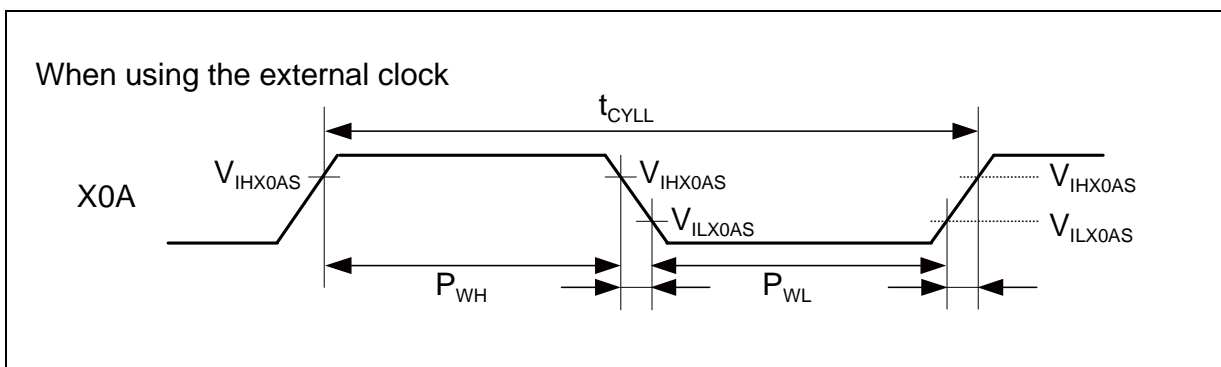 When using the external clock
tCYLL
VIHX0AS
VIHX0AS
VIHX0AS
X0A
VILX0AS
VILX0AS
PWH
PWL